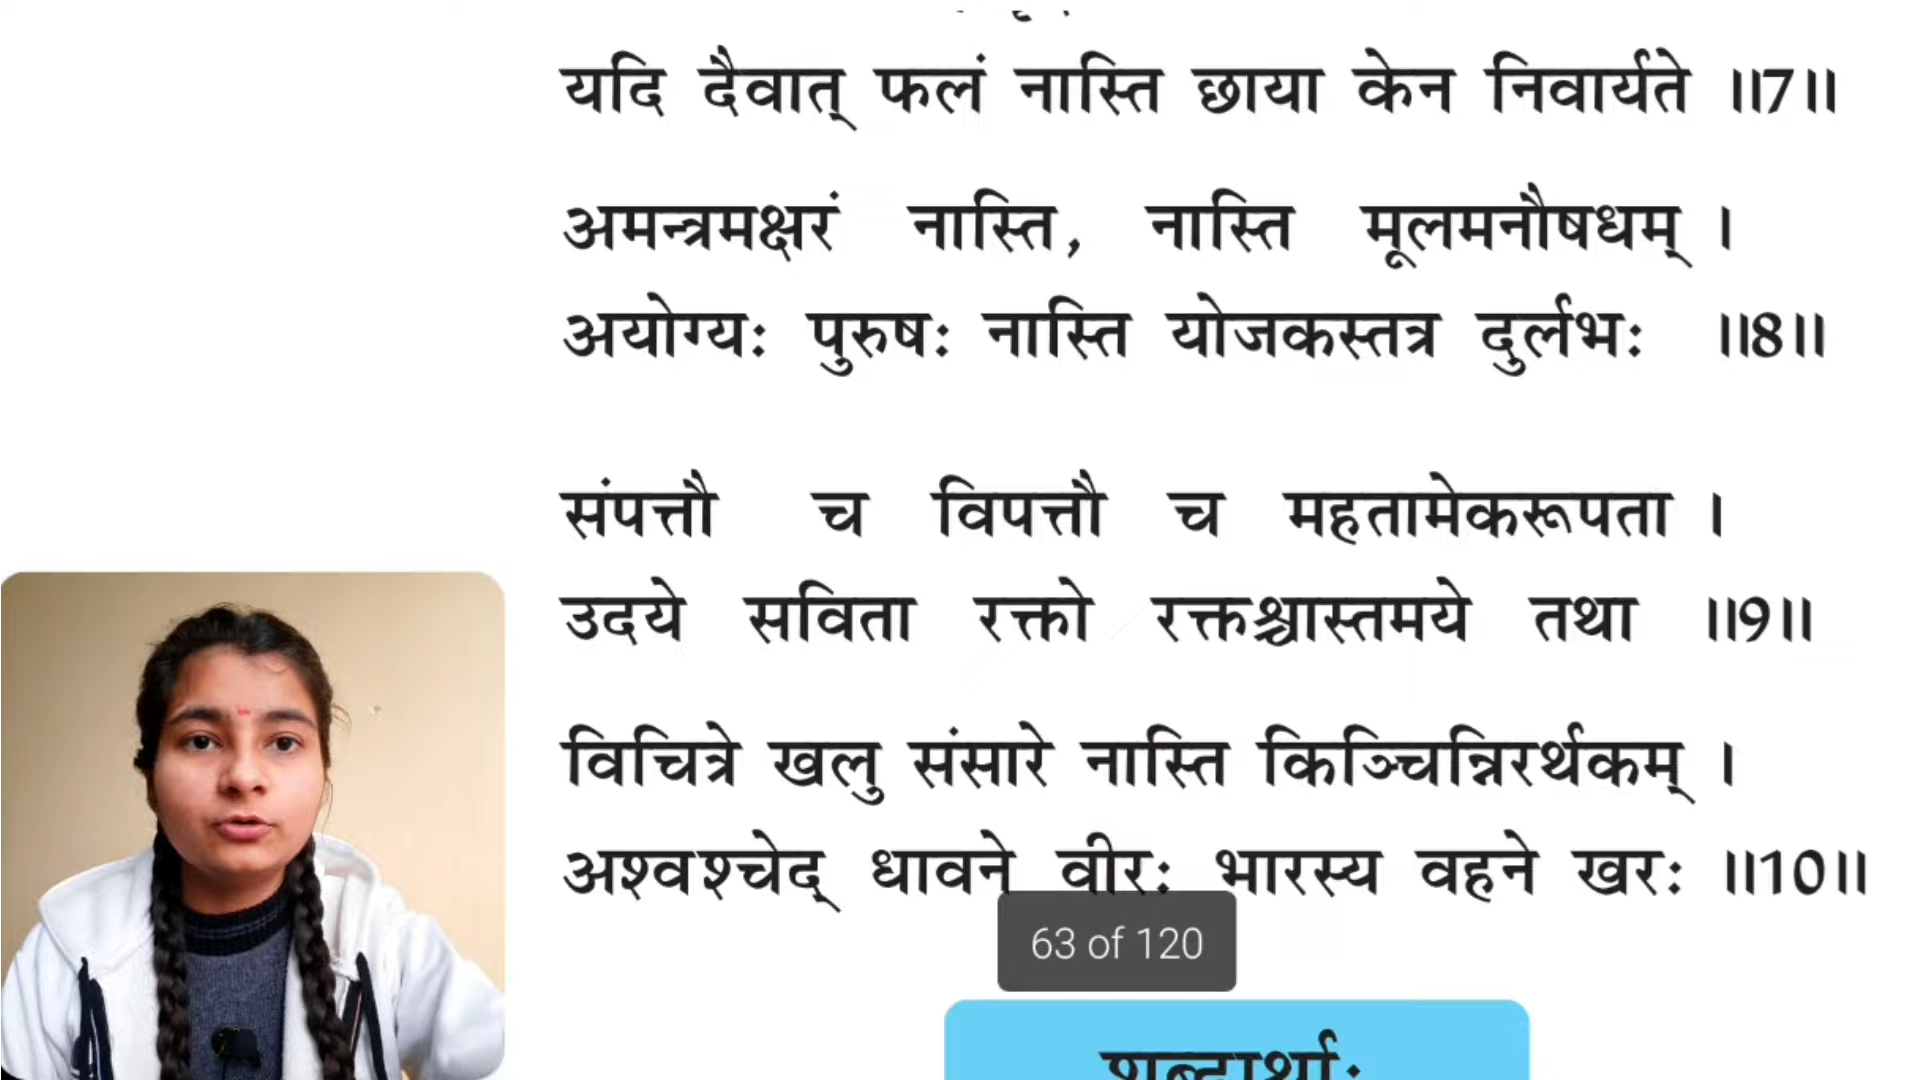 यदि दैवात् फलं नास्ति छाया केन निवार्यते ॥7॥
अमन्त्रमक्षरं नास्ति, नास्ति मूलमनौषधम् ।
अयोग्यः पुरुषः नास्ति योजकस्तत्र दुर्लभः ॥8॥
संपत्तौ च विपत्तौ च महतामेकरूपता ।
उदये सविता रक्तो रक्तश्चास्तमये तथा ॥9॥
विचित्रे खलु संसारे नास्ति किञ्चिन्निरर्थकम् ।
अश्वश्चेद् धावने वीरः भारस्य वहने खरः ॥10॥
63 of 120
शब्दार्थाः